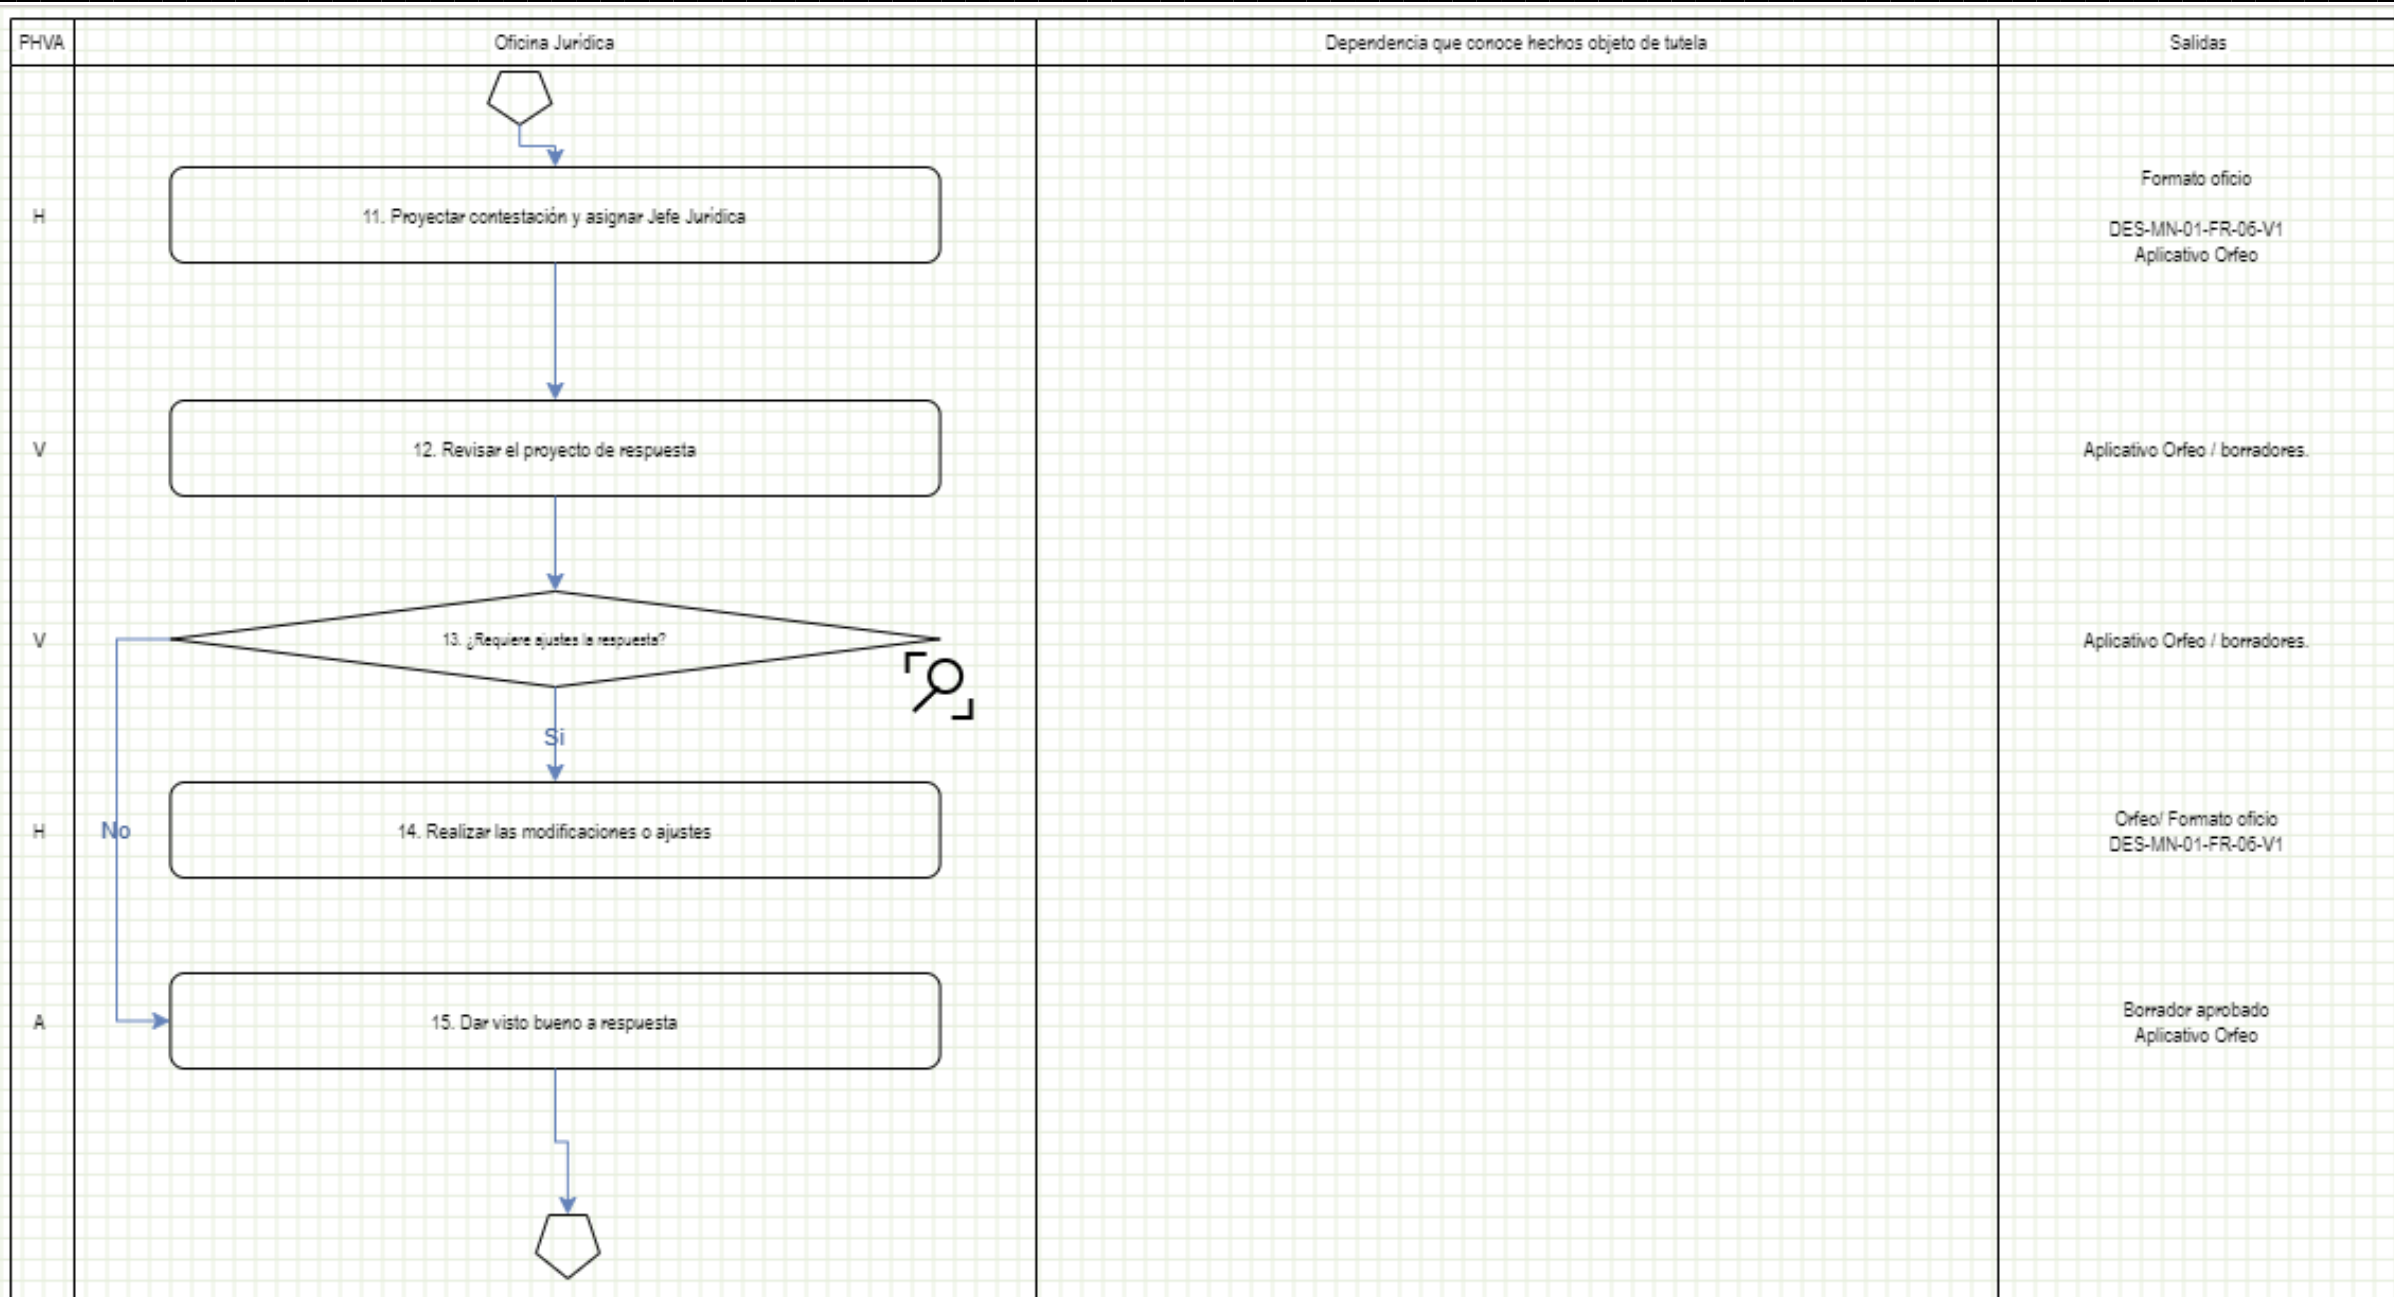 PHVA
Oficina Jurídica
Dependencia que conoce hechos objeto de tutela
Salidas
H
11. Proyectar contestación y asignar Jefe Jurídica
Formato oficio
DES-MN-01-FR-06-V1
Aplicativo Orfeo
V
12. Revisar el proyecto de respuesta
Aplicativo Orfeo / borradores.
V
13. ¿Requiere ajustes la respuesta?
Aplicativo Orfeo / borradores.
Si
H
No
14. Realizar las modificaciones o ajustes
Orfeo/ Formato oficio
DES-MN-01-FR-06-V1
A
15. Dar visto bueno a respuesta
Borrador aprobado
Aplicativo Orfeo